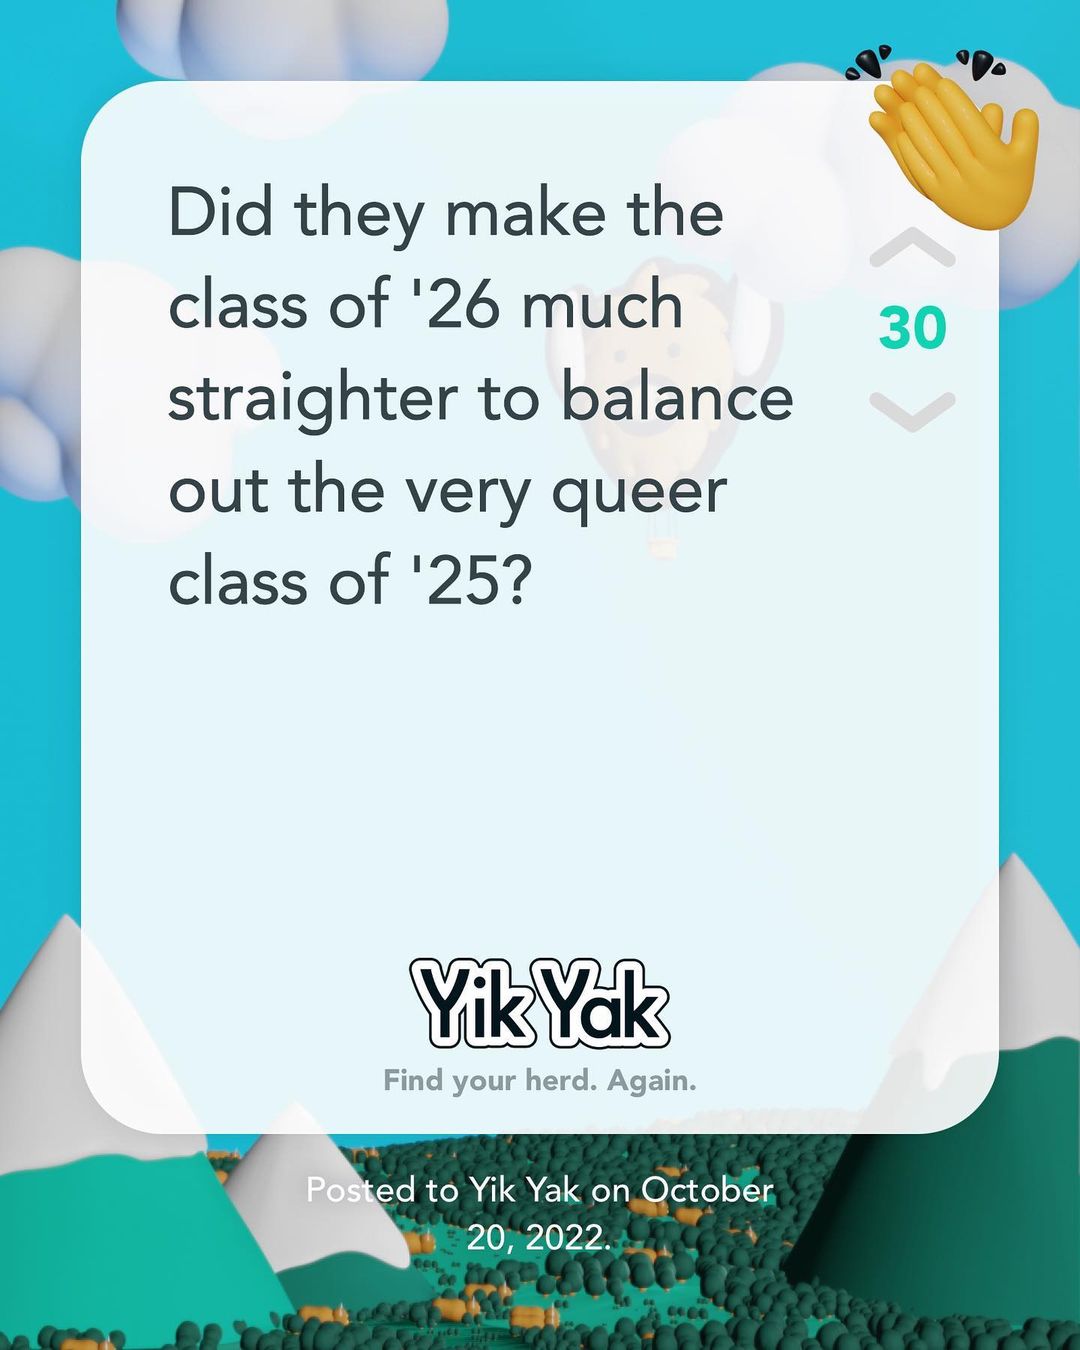 Did they make the
class of '26 much
straighter to balance
out the very queer
class of '25?
30
Yik Yak
Find your herd. Again.
Posted to Yik Yak on October
20, 2022.